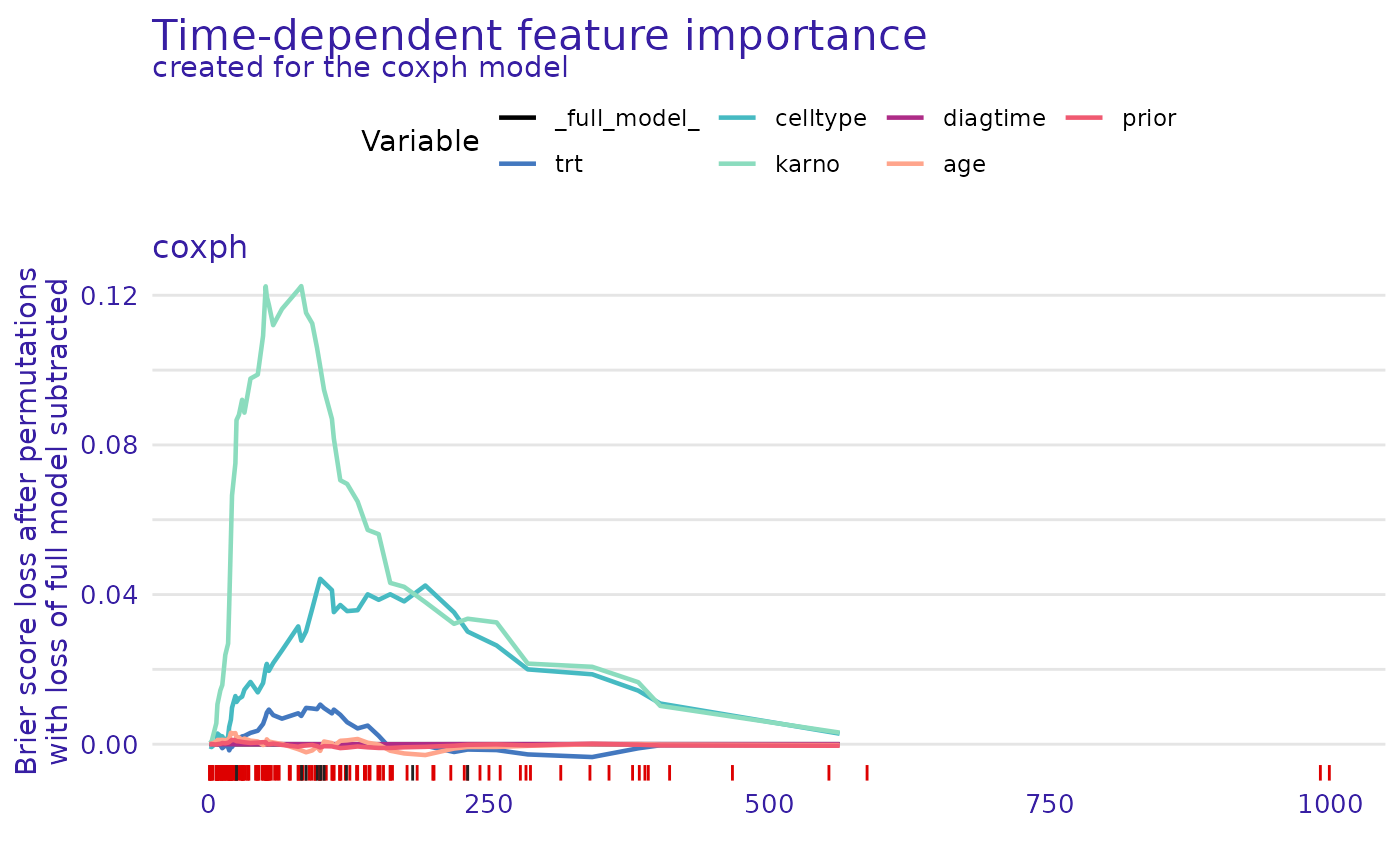 Time-dependent feature importance
created for the coxph model
Variable
_full_model_ celltype diagtime prior
trt karno age
coxph
Brier score loss after permutations
with loss of full model subtracted
0.12
0.08
0.04
0.00
0 250 500 750 1000